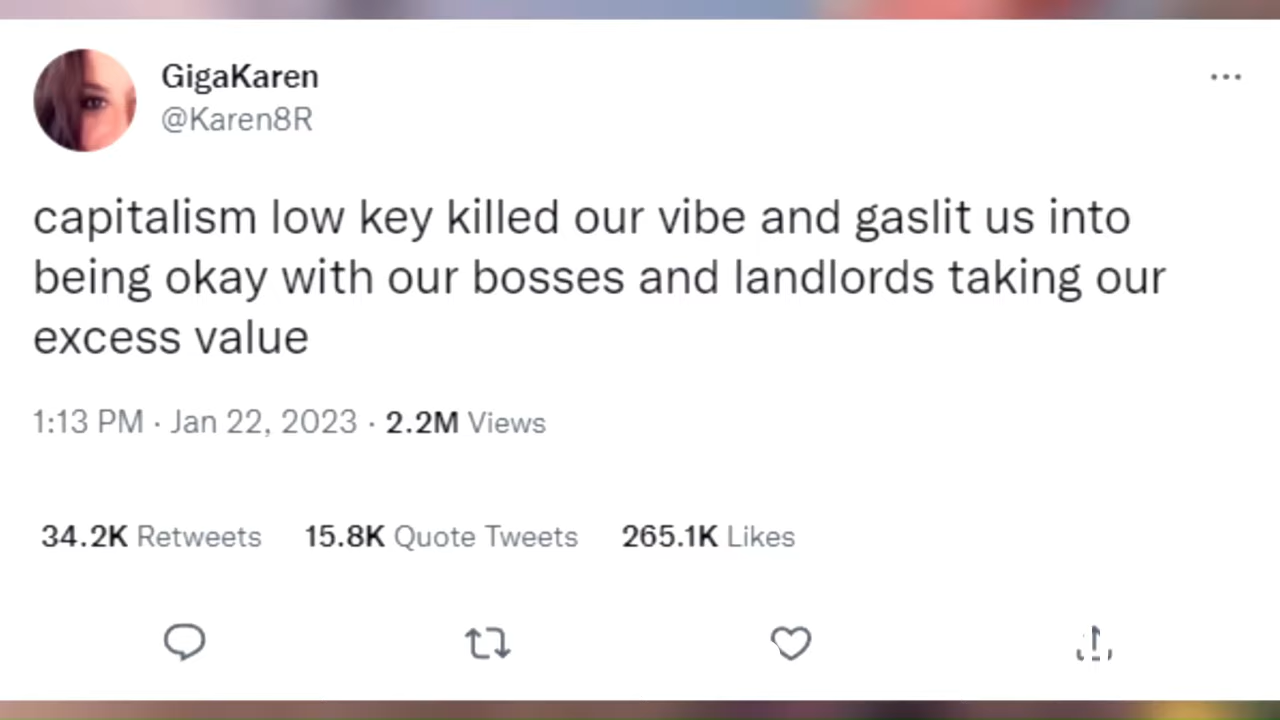 GigaKaren
@Karen8R
capitalism low key killed our vibe and gaslit us into
being okay with our bosses and landlords taking our
excess value
1:13 PM · Jan 22, 2023 · 2.2M Views
34.2K Retweets 15.8K Quote Tweets 265.1K Likes